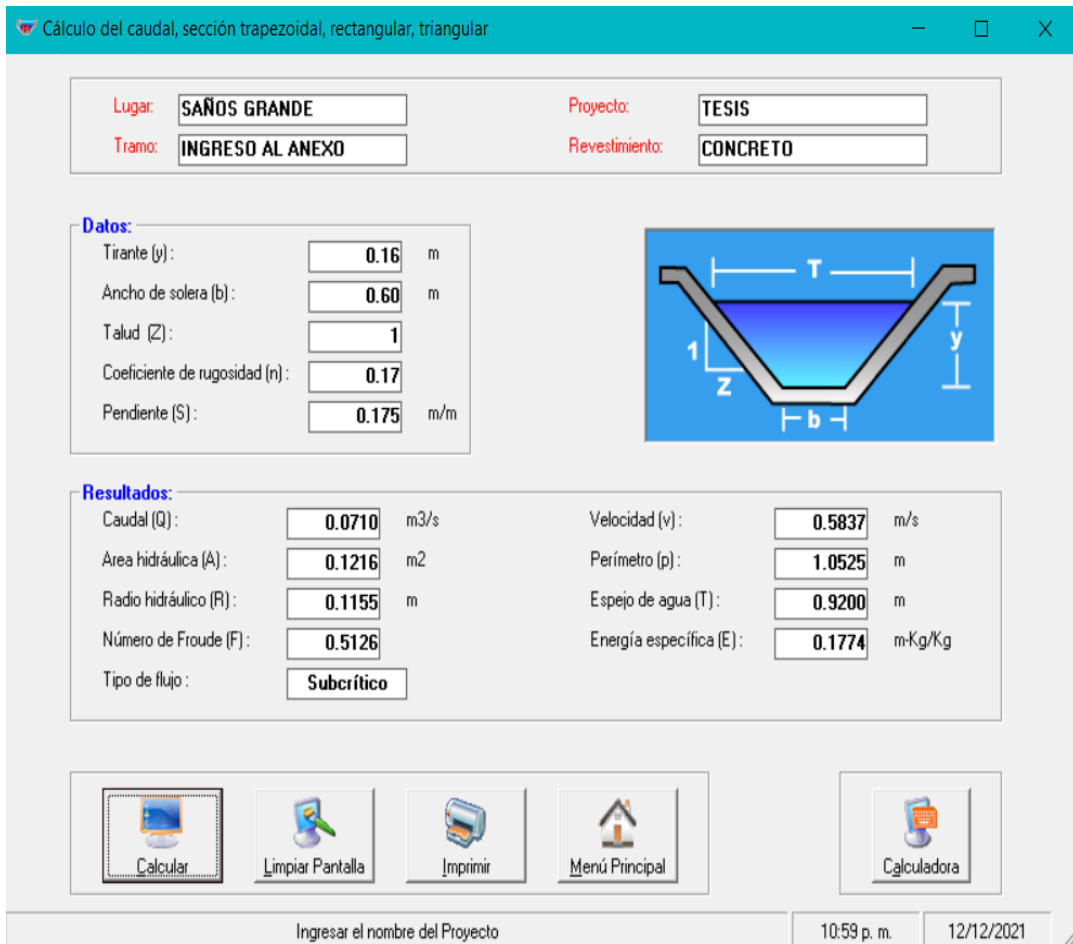 Cálculo del caudal, sección trapezoidal, rectangular, triangular
Lugar: SAÑOS GRANDE Proyecto: TESIS
Tramo: INGRESO AL ANEXO Revestimiento: CONCRETO
Datos:
Tirante (y) : 0.16 m
Ancho de solera (b) : 0.60 m
Talud (Z) : 1
Coeficiente de rugosidad (n) : 0.17
Pendiente (S) : 0.175 m/m
T
y
1
Z
b
Resultados:
Caudal (Q) : 0.0710 m3/s Velocidad (v) : 0.5837 m/s
Area hidráulica (A) : 0.1216 m2 Perímetro (p) : 1.0525 m
Radio hidráulico (R) : 0.1155 m Espejo de agua (T) : 0.9200 m
Número de Froude (F) : 0.5126 Energía específica (E) : 0.1774 m-Kg/Kg
Tipo de flujo : Subcrítico
Calcular Limpiar Pantalla Imprimir Menú Principal Calculadora
Ingresar el nombre del Proyecto 10:59 p. m. 12/12/2021